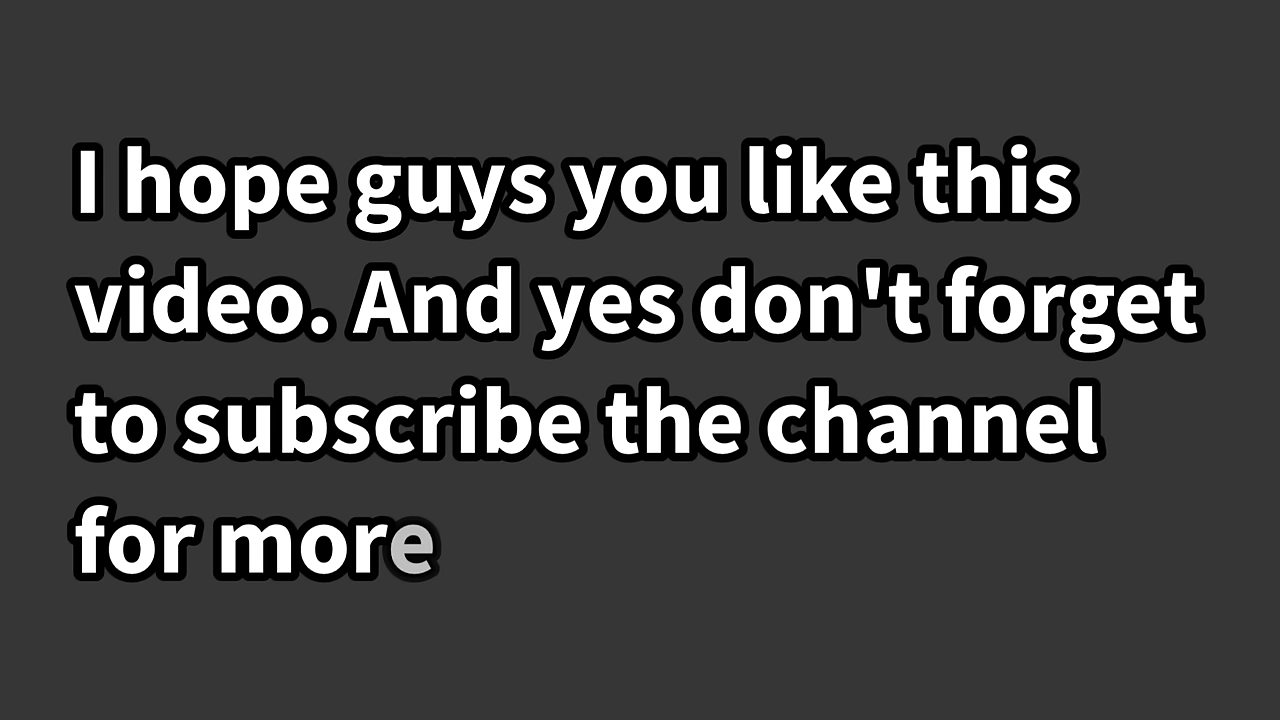 I hope guys you like this
video. And yes don't forget
to subscribe the channel
for more